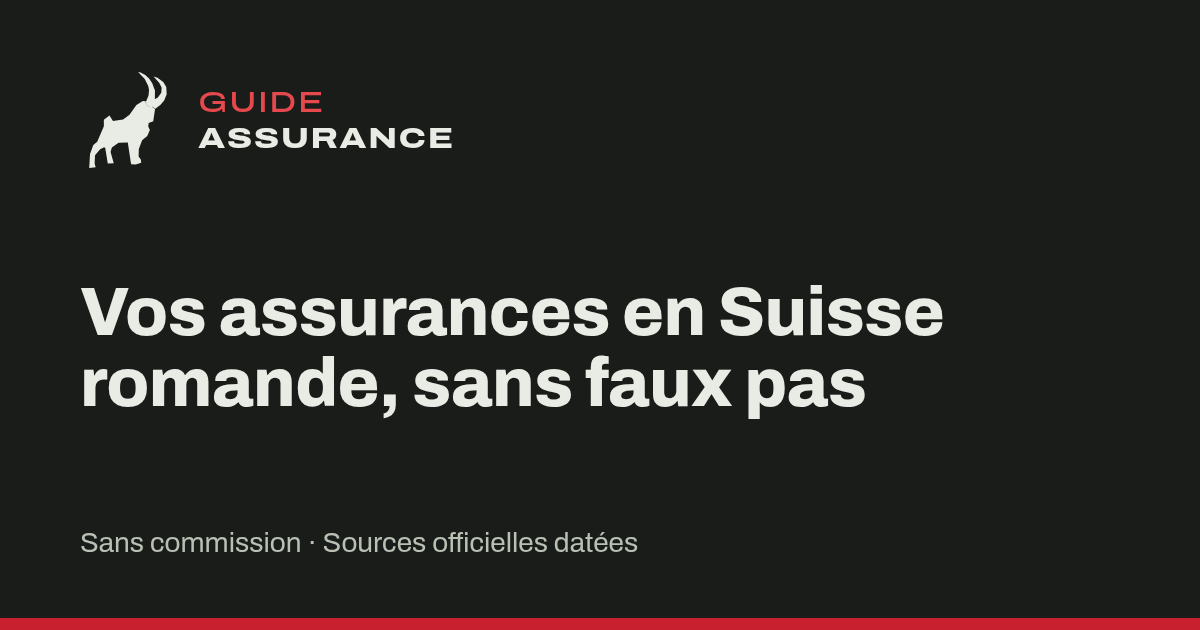 GUIDE
ASSURANCE
Vos assurances en Suisse
romande, sans faux pas
Sans commission · Sources officielles datées